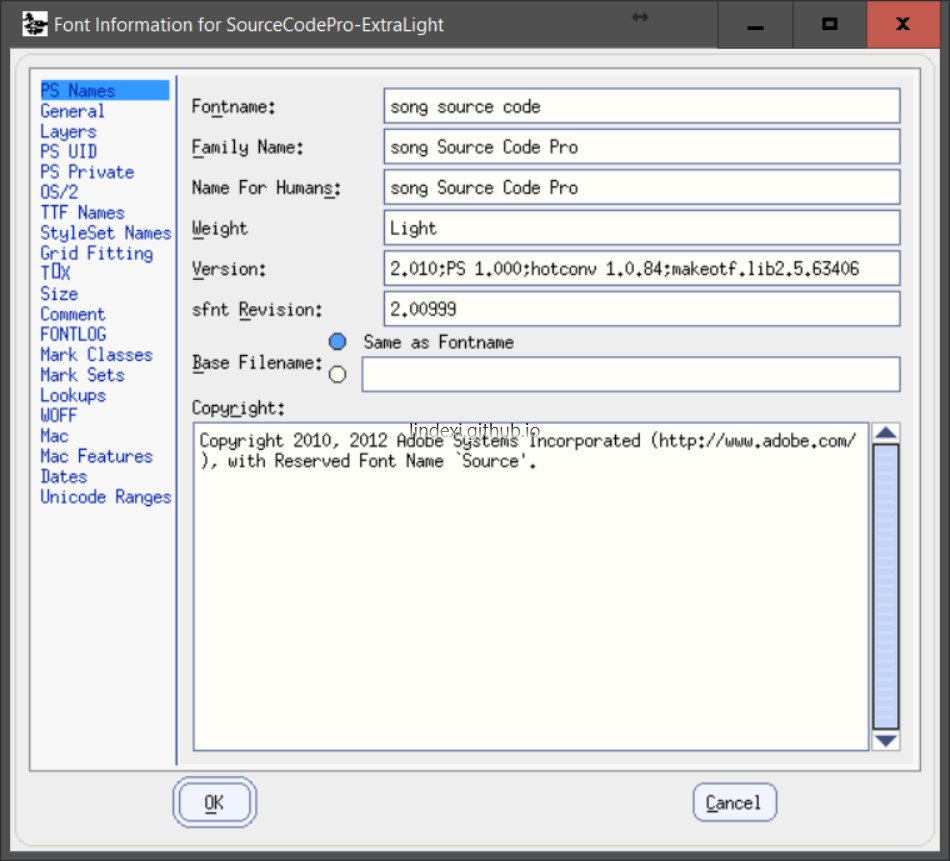 Font Information for SourceCodePro-ExtraLight
PS Names
General
Layers
PS UID
PS Private
OS/2
TTF Names
StyleSet Names
Grid Fitting
T▯X
Size
Comment
FONTLOG
Mark Classes
Mark Sets
Lookups
WOFF
Mac
Mac Features
Dates
Unicode Ranges
Fontname: song source code
Family Name: song Source Code Pro
Name For Humans: song Source Code Pro
Weight Light
Version: 2.010;PS 1.000;hotconv 1.0.84;makeotf.lib2.5.63406
sfnt Revision: 2.00999
Same as Fontname
Base Filename:
Copyright:
lindexi.github.io
Copyright 2010, 2012 Adobe Systems Incorporated (http://www.adobe.com/
), with Reserved Font Name `Source'.
OK
Cancel